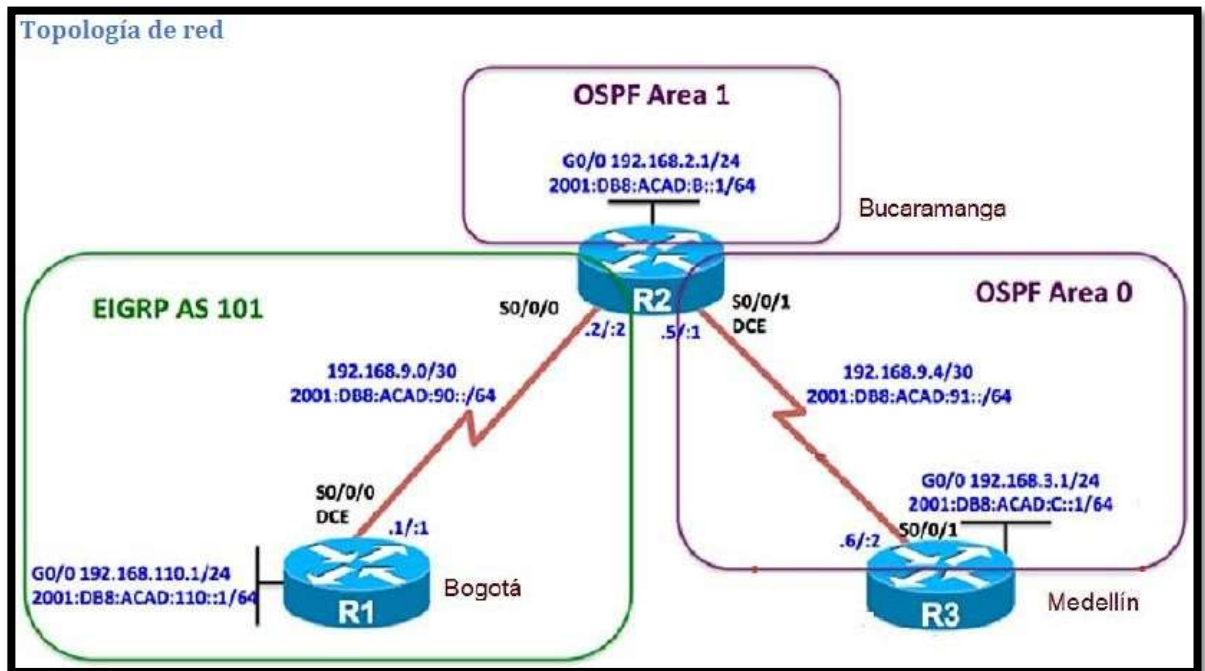 Topología de red
OSPF Area 1
G0/0 192.168.2.1/24
2001:DB8:ACAD:B::1/64
Bucaramanga
R2
EIGRP AS 101
S0/0/0
.2/:2
.5/:1
S0/0/1
DCE
OSPF Area 0
192.168.9.0/30
2001:DB8:ACAD:90::/64
192.168.9.4/30
2001:DB8:ACAD:91::/64
S0/0/0
DCE
.1/:1
G0/0 192.168.3.1/24
2001:DB8:ACAD:C::1/64
.6/:2
S0/0/1
G0/0 192.168.110.1/24
2001:DB8:ACAD:110::1/64
R1
Bogotá
R3
Medellín